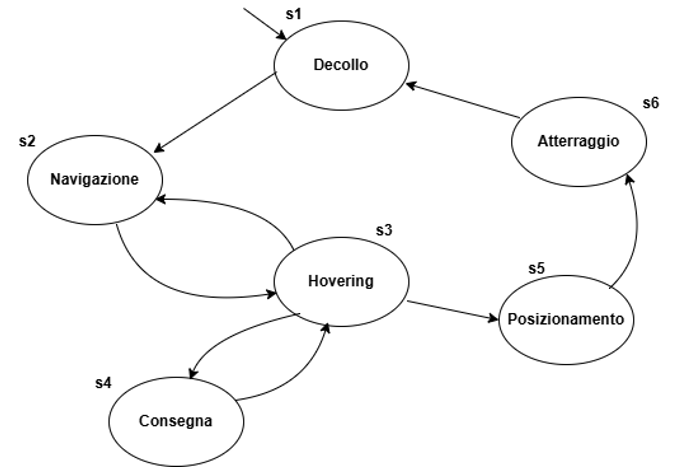 s1
Decollo
s6
Atterraggio
s2
Navigazione
s3
Hovering
s5
Posizionamento
s4
Consegna